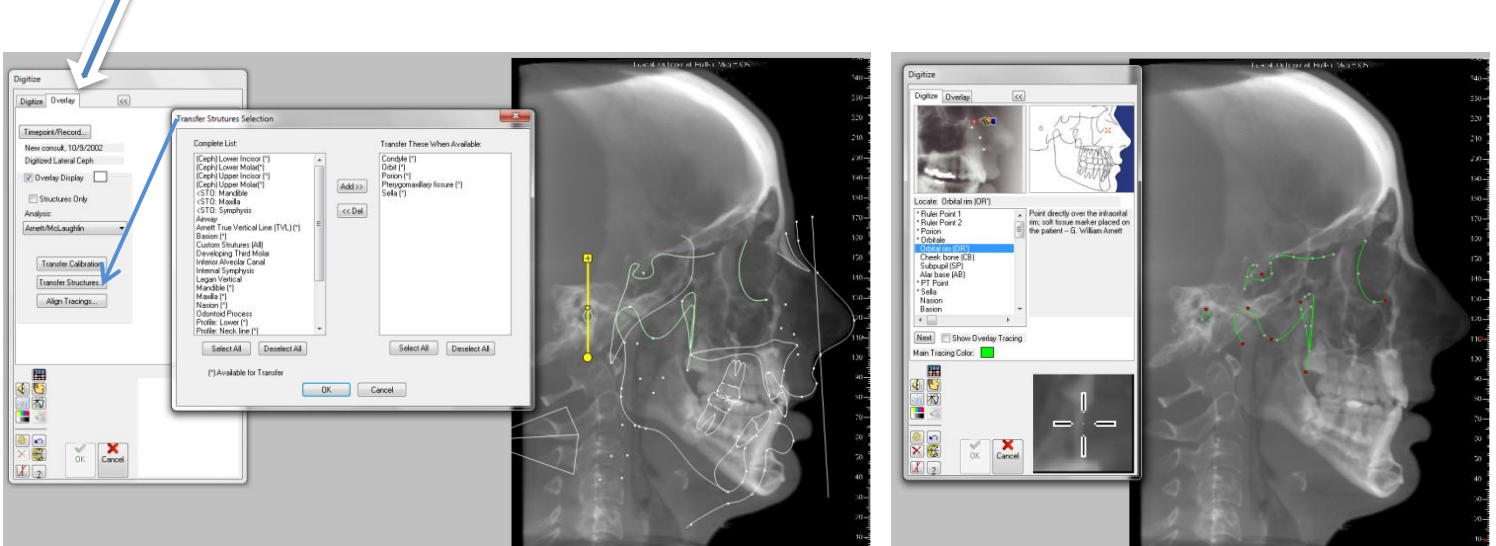 Digitize
Digitize Overlay <<
Timepoint/Record...
New consult, 10/9/2002
Digitized Lateral Ceph
Overlay Display
Structures Only
Analysis:
Arnett/McLaughlin
Transfer Calibration
Transfer Structures...
Align Tracings...
OK Cancel
Transfer Strutures Selection
Complete List:
(Ceph) Lower Incisor (*)
(Ceph) Lower Molar(*)
(Ceph) Upper Incisor (*)
(Ceph) Upper Molar(*)
<STO: Mandible
<STO: Maxilla
<STO: Symphysis
Airway
Arnett True Vertical Line (TVL) (*)
Basion (*)
Custom Strutures (All)
Developing Third Molar
Inferior Alveolar Canal
Internal Symphysis
Legan Vertical
Mandible (*)
Maxilla (*)
Nasion (*)
Odontoid Process
Profile: Lower (*)
Profile: Neck line (*)
Add >>
<< Del
Transfer These When Available:
Condyle (*)
Orbit (*)
Porion (*)
Pterygomaxillary fissure (*)
Sella (*)
Select All Deselect All
Select All Deselect All
(*) Available for Transfer
OK Cancel
Digitize
Digitize Overlay <<
Locate: Orbital rim (OR')
* Ruler Point 1
* Ruler Point 2
* Porion
* Orbitale
Orbital rim (OR')
Cheek bone (CB)
Subpupil (SP)
Alar base (AB)
* PT Point
* Sella
Nasion
Basion
Point directly over the infraorital
rim; soft tissue marker placed on
the patient -- G. William Arnett
Next Show Overlay Tracing
Main Tracing Color:
OK Cancel